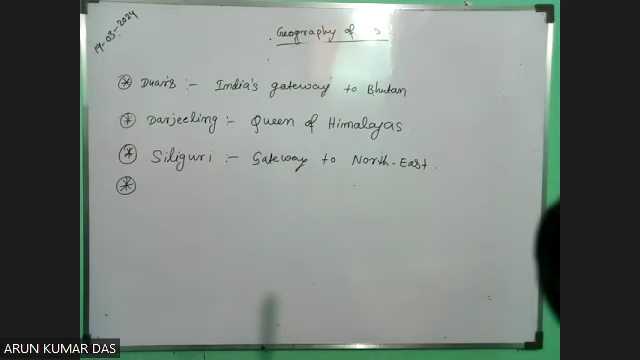 19-03-2024
Geography of
Duars :- India's gateway to Bhutan
Darjeeling :- Queen of Himalayas
Siliguri :- Gateway to North-East.
ARUN KUMAR DAS